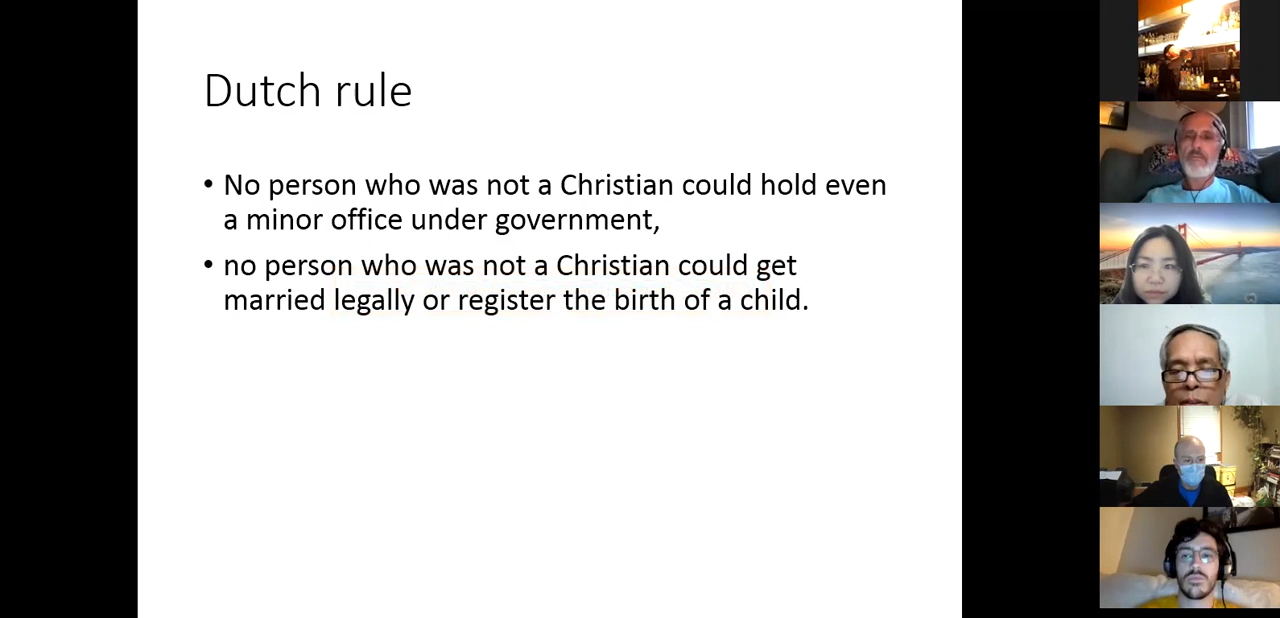 Dutch rule
• No person who was not a Christian could hold even
a minor office under government,
• no person who was not a Christian could get
married legally or register the birth of a child.